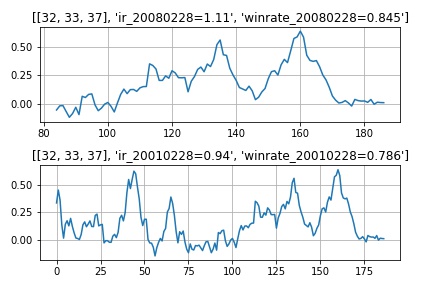 [[32, 33, 37], 'ir_20080228=1.11', 'winrate_20080228=0.845']
0.50
0.25
0.00
80 100 120 140 160 180
[[32, 33, 37], 'ir_20010228=0.94', 'winrate_20010228=0.786']
0.50
0.25
0.00
0 25 50 75 100 125 150 175